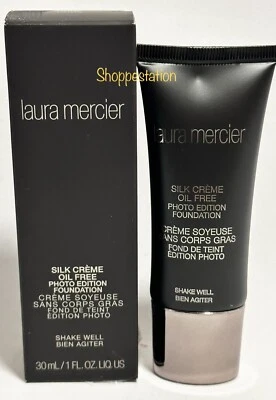 Shoppestation
laura mercier
SILK CRÈME
OIL FREE
PHOTO EDITION
FOUNDATION
CRÈME SOYEUSE
SANS CORPS GRAS
FOND DE TEINT
ÉDITION PHOTO
SHAKE WELL
BIEN AGITER
30 mL / 1 FL. OZ. LIQ. US
laura mercier
SILK CRÈME
OIL FREE
PHOTO EDITION
FOUNDATION
CRÈME SOYEUSE
SANS CORPS GRAS
FOND DE TEINT
ÉDITION PHOTO
SHAKE WELL
BIEN AGITER